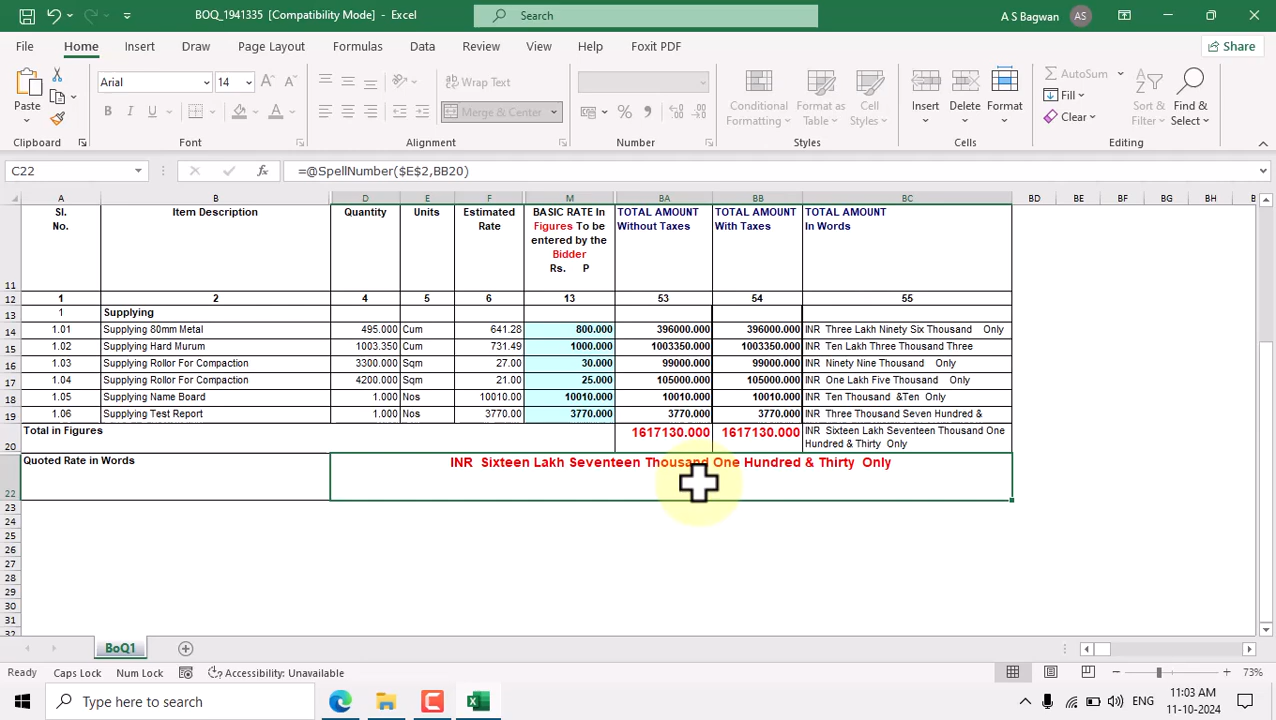 BOQ_1941335 [Compatibility Mode] - Excel
Search
A S Bagwan AS
File Home Insert Draw Page Layout Formulas Data Review View Help Foxit PDF Share
Paste
Arial 14
B I U
Wrap Text
Merge & Center
Conditional Formatting
Format as Table
Cell Styles
Insert Delete Format
AutoSum
Fill
Clear
Sort & Filter
Find & Select
Clipboard Font Alignment Number Styles Cells Editing
C22 =@SpellNumber($E$2,BB20)
A B D E F M BA BB BC BD BE BF BG BH B
Sl. No. Item Description Quantity Units Estimated Rate BASIC RATE In Figures To be entered by the Bidder Rs. P TOTAL AMOUNT Without Taxes TOTAL AMOUNT With Taxes TOTAL AMOUNT In Words
11
12 1 2 4 5 6 13 53 54 55
13 1 Supplying
14 1.01 Supplying 80mm Metal 495.000 Cum 641.28 800.000 396000.000 396000.000 INR Three Lakh Ninety Six Thousand Only
15 1.02 Supplying Hard Murum 1003.350 Cum 731.49 1000.000 1003350.000 1003350.000 INR Ten Lakh Three Thousand Three
16 1.03 Supplying Rollor For Compaction 3300.000 Sqm 27.00 30.000 99000.000 99000.000 INR Ninety Nine Thousand Only
17 1.04 Supplying Rollor For Compaction 4200.000 Sqm 21.00 25.000 105000.000 105000.000 INR One Lakh Five Thousand Only
18 1.05 Supplying Name Board 1.000 Nos 10010.00 10010.000 10010.000 10010.000 INR Ten Thousand &Ten Only
19 1.06 Supplying Test Report 1.000 Nos 3770.00 3770.000 3770.000 3770.000 INR Three Thousand Seven Hundred &
20 Total in Figures 1617130.000 1617130.000 INR Sixteen Lakh Seventeen Thousand One Hundred & Thirty Only
22 Quoted Rate in Words INR Sixteen Lakh Seventeen Thousand One Hundred & Thirty Only
23
24
25
26
27
28
29
30
31
32
BoQ1
Ready Caps Lock Num Lock Accessibility: Unavailable 73%
Type here to search
ENG
11:03 AM
11-10-2024